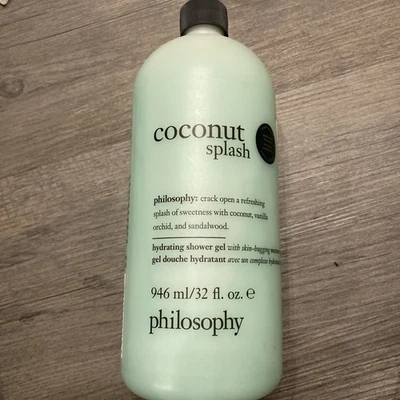 coconut
splash
philosophy: crack open a refreshing
splash of sweetness with coconut, vanilla
orchid, and sandalwood.
hydrating shower gel with skin-hugging
gel douche hydratant avec un complexe
946 ml/32 fl. oz. e
philosophy